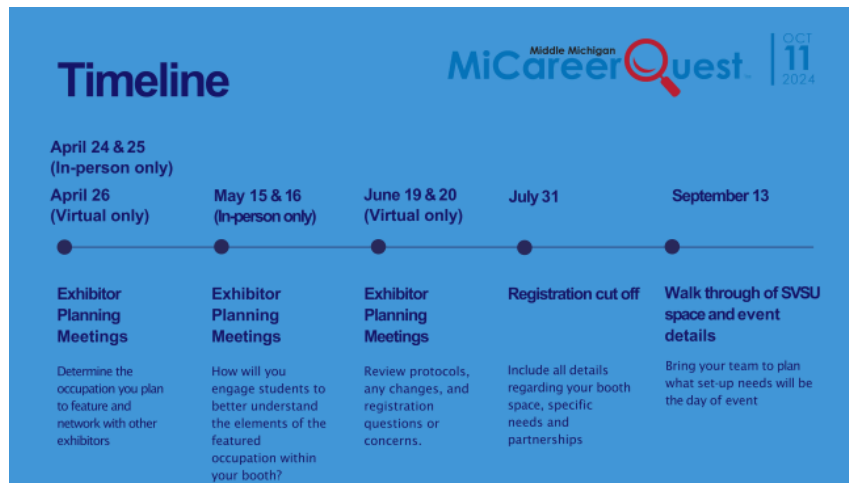 Timeline
Middle Michigan
MiCareerQuest
OCT
11
2024
April 24 & 25
(In-person only)
April 26
(Virtual only)
May 15 & 16
(In-person only)
June 19 & 20
(Virtual only)
July 31
September 13
Exhibitor
Planning
Meetings
Determine the
occupation you plan
to feature and
network with other
exhibitors
Exhibitor
Planning
Meetings
How will you
engage students to
better understand
the elements of the
featured
occupation within
your booth?
Exhibitor
Planning
Meetings
Review protocols,
any changes, and
registration
questions or
concerns.
Registration cut off
Include all details
regarding your booth
space, specific
needs and
partnerships
Walk through of SVSU
space and event
details
Bring your team to plan
what set-up needs will be
the day of event